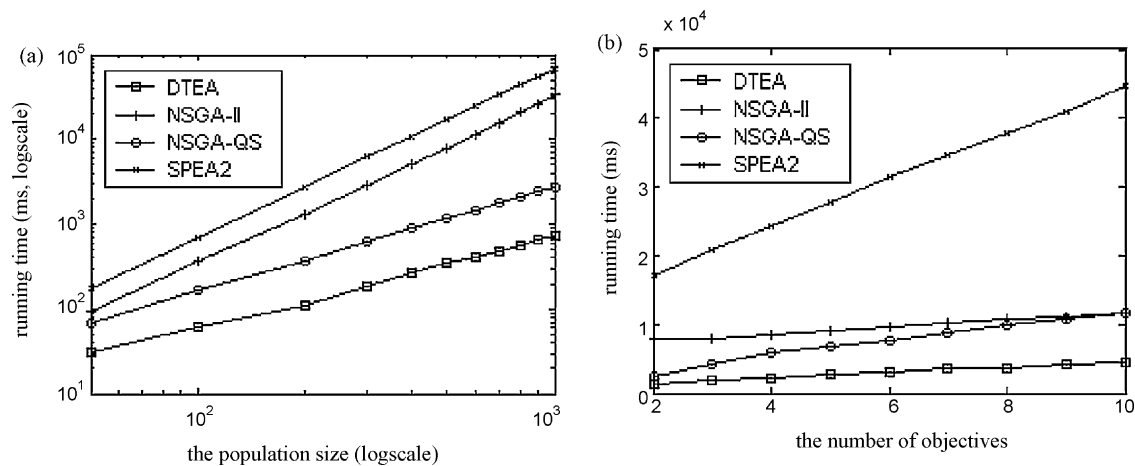 (a)
10^5
10^4
10^3
10^2
10^1
running time (ms, logscale)
DTEA
NSGA-II
NSGA-QS
SPEA2
10^2
10^3
the population size (logscale)
(b)
x 10^4
5
4
3
2
1
0
running time (ms)
DTEA
NSGA-II
NSGA-QS
SPEA2
2
4
6
8
10
the number of objectives